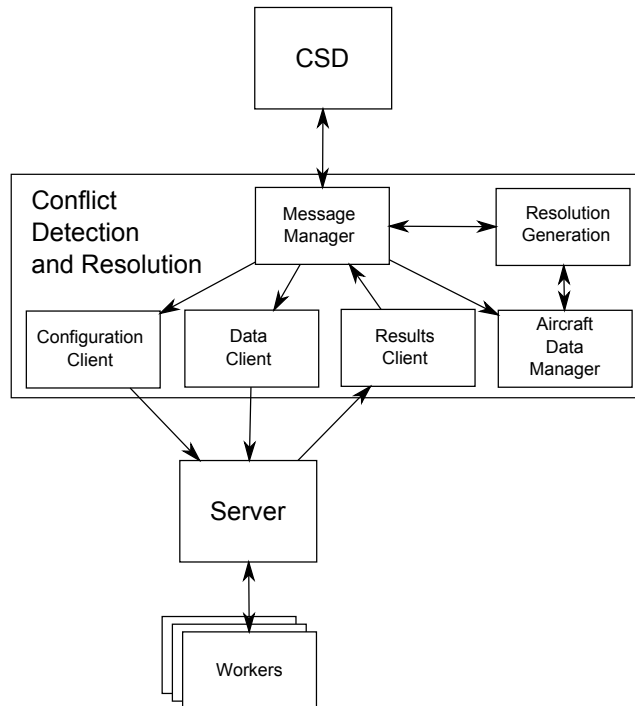 CSD
Conflict
Detection
and Resolution
Message
Manager
Resolution
Generation
Configuration
Client
Data
Client
Results
Client
Aircraft
Data
Manager
Server
Workers